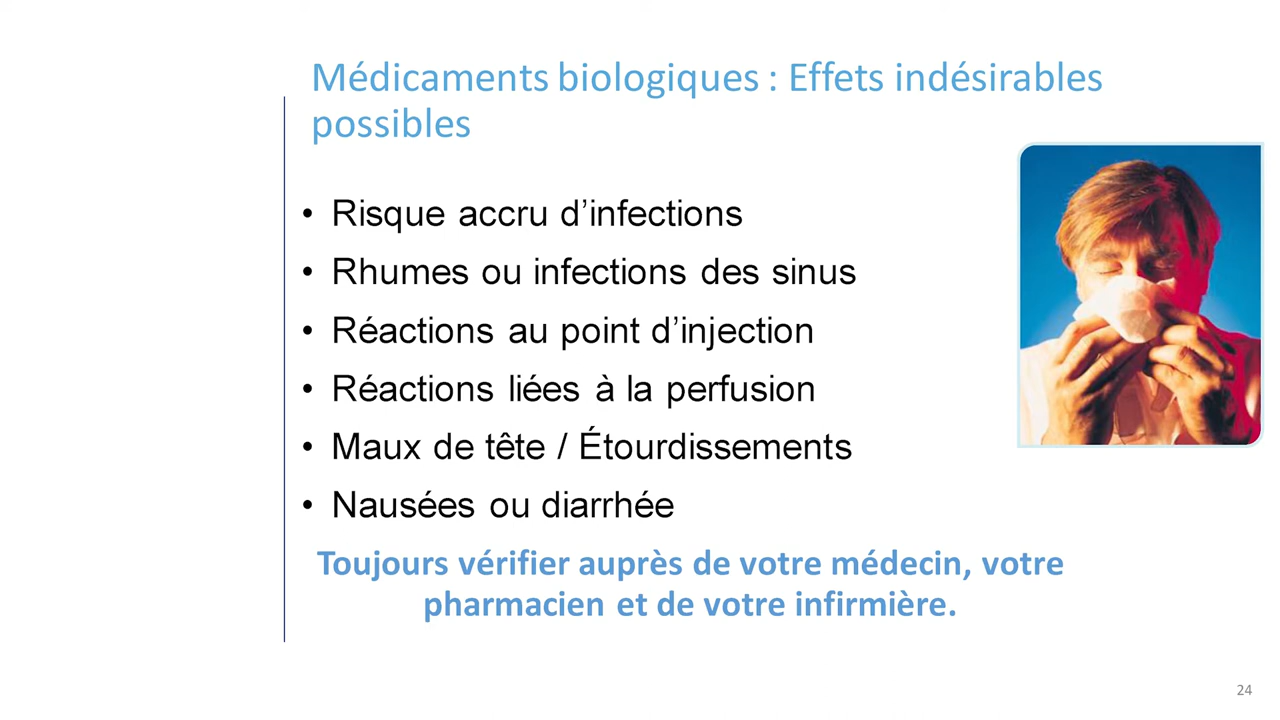 Médicaments biologiques : Effets indésirables
possibles
• Risque accru d’infections
• Rhumes ou infections des sinus
• Réactions au point d’injection
• Réactions liées à la perfusion
• Maux de tête / Étourdissements
• Nausées ou diarrhée
Toujours vérifier auprès de votre médecin, votre
pharmacien et de votre infirmière.
24